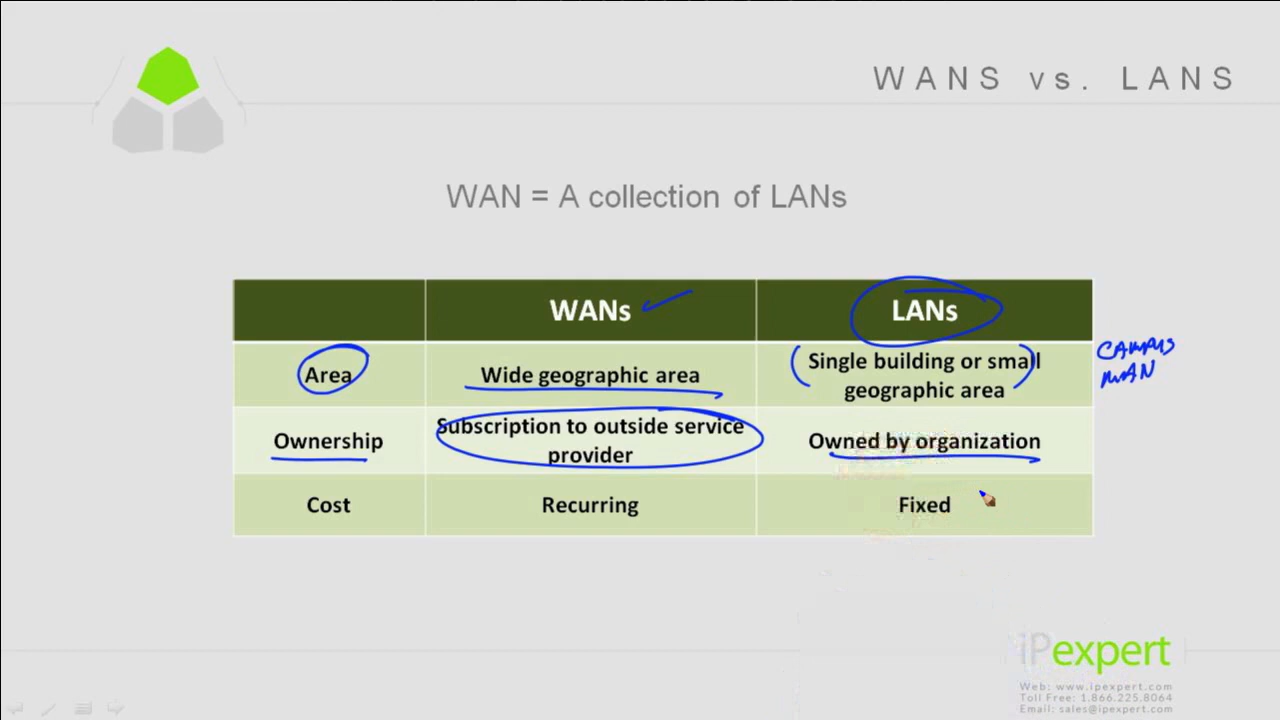 WANS vs. LANS
WAN = A collection of LANs
WANs
LANs
Area
Wide geographic area
Single building or small
geographic area
CAMPUS
MAN
Ownership
Subscription to outside service
provider
Owned by organization
Cost
Recurring
Fixed
iPexpert
Web: www.ipexpert.com
Toll Free: 1.866.225.8064
Email: sales@ipexpert.com